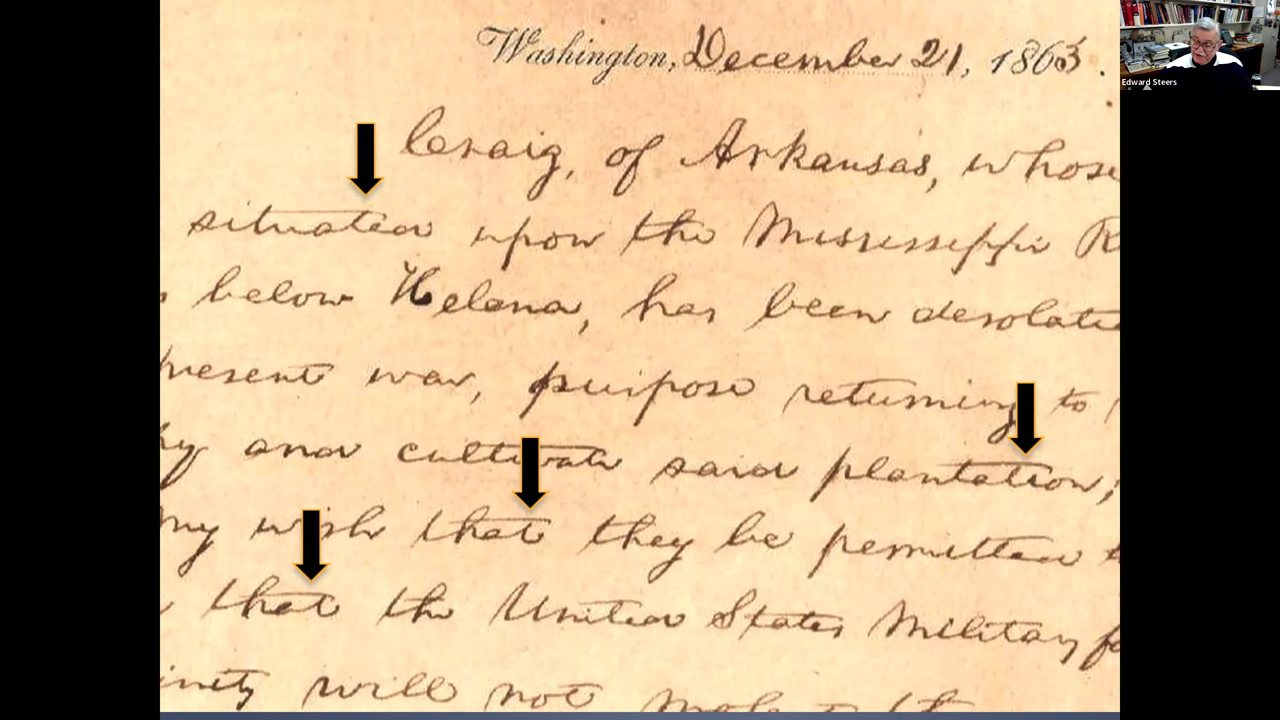 Washington, December 21, 1863.
Craig, of Arkansas, whose
situated upon the Mississippi R
below Helena, has been desolate
present war, purpose returning to
and cultivate said plantation;
my wish that they be permitted t
that the United States Military fo
inity will not
Edward Steers